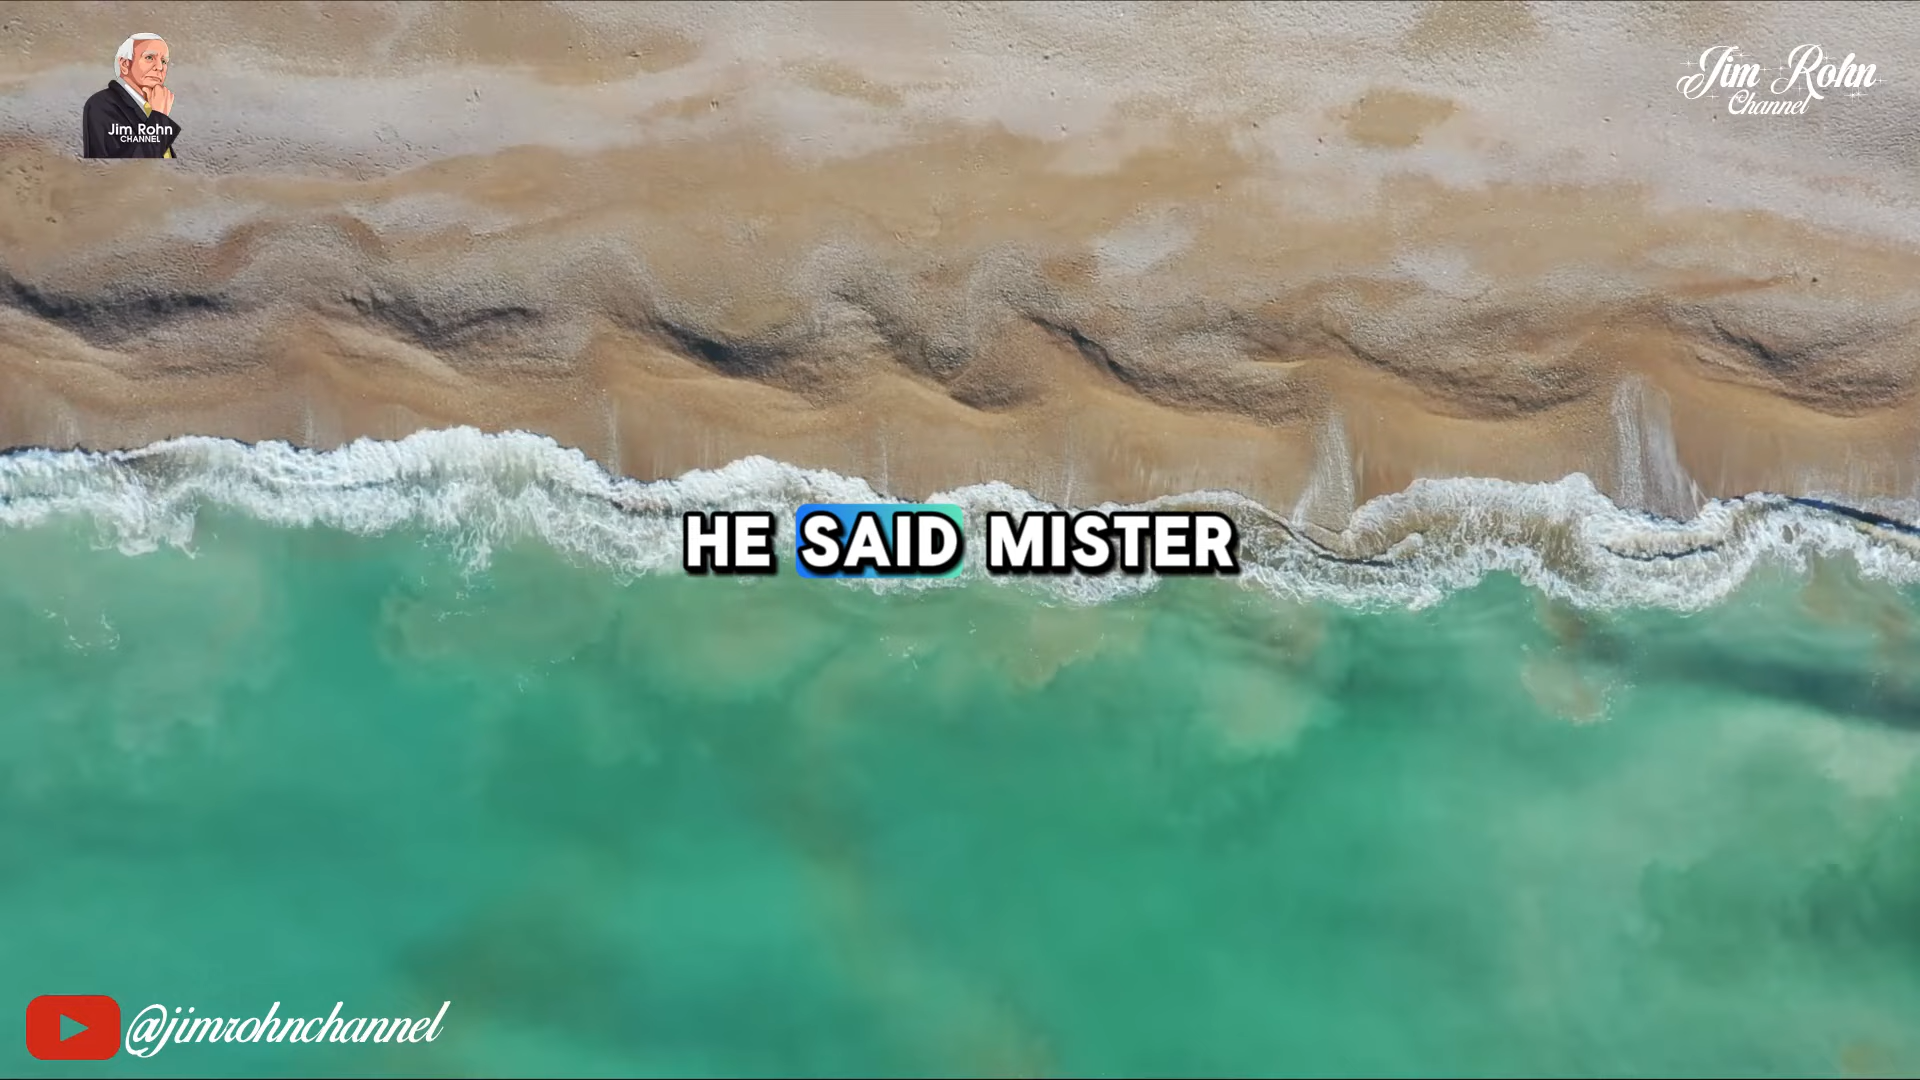 Jim Rohn
CHANNEL
Jim Rohn
Channel
HE SAID MISTER
@jimrohnchannel